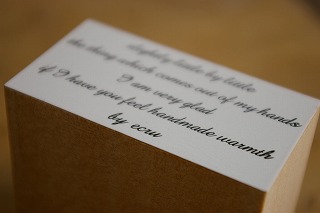 slightly little by little
the thing which comes out of my hands
I am very glad
if I have you feel handmade warmth
by ecru